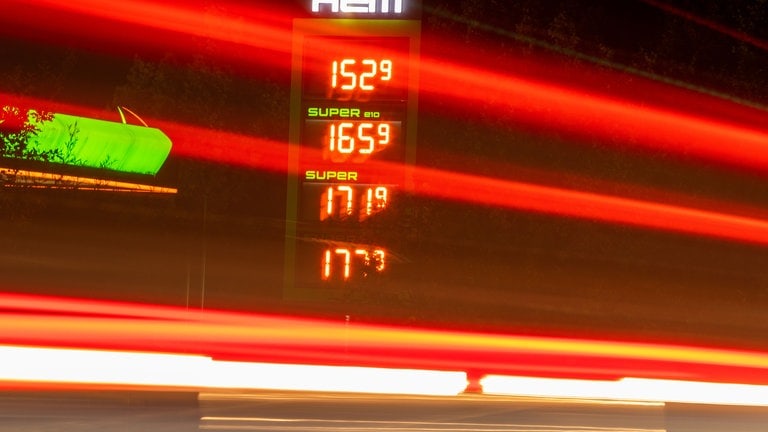 HEM
152⁹
SUPER E10
165⁹
SUPER
171⁹